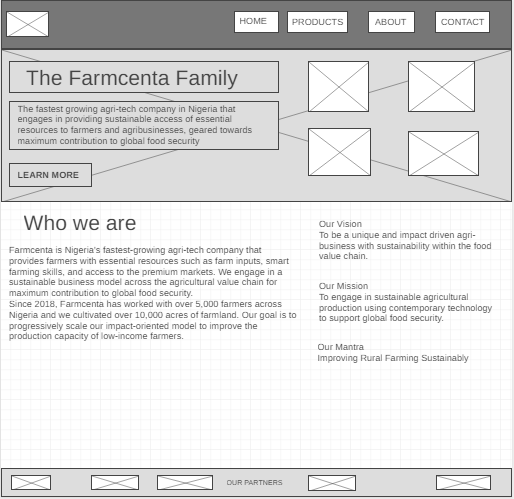 HOME PRODUCTS ABOUT CONTACT
The Farmcenta Family
The fastest growing agri-tech company in Nigeria that
engages in providing sustainable access of essential
resources to farmers and agribusinesses, geared towards
maximum contribution to global food security
LEARN MORE
Who we are
Farmcenta is Nigeria's fastest-growing agri-tech company that
provides farmers with essential resources such as farm inputs, smart
farming skills, and access to the premium markets. We engage in a
sustainable business model across the agricultural value chain for
maximum contribution to global food security.
Since 2018, Farmcenta has worked with over 5,000 farmers across
Nigeria and we cultivated over 10,000 acres of farmland. Our goal is to
progressively scale our impact-oriented model to improve the
production capacity of low-income farmers.
Our Vision
To be a unique and impact driven agri-
business with sustainability within the food
value chain.
Our Mission
To engage in sustainable agricultural
production using contemporary technology
to support global food security.
Our Mantra
Improving Rural Farming Sustainably
OUR PARTNERS